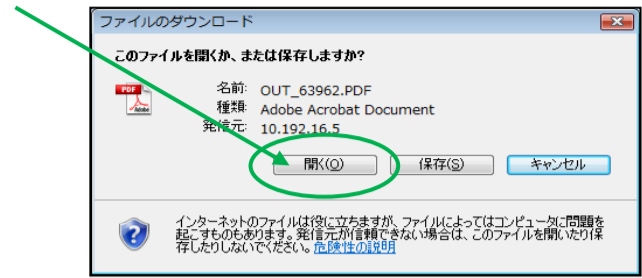 ファイルのダウンロード
このファイルを開くか、または保存しますか?
PDF
Adobe
名前: OUT_63962.PDF
種類: Adobe Acrobat Document
発信元: 10.192.16.5
開く(O) 保存(S) キャンセル
インターネットのファイルは役に立ちますが、ファイルによってはコンピュータに問題を
起こすものもあります。発信元が信頼できない場合は、このファイルを開いたり保
存したりしないでください。危険性の説明